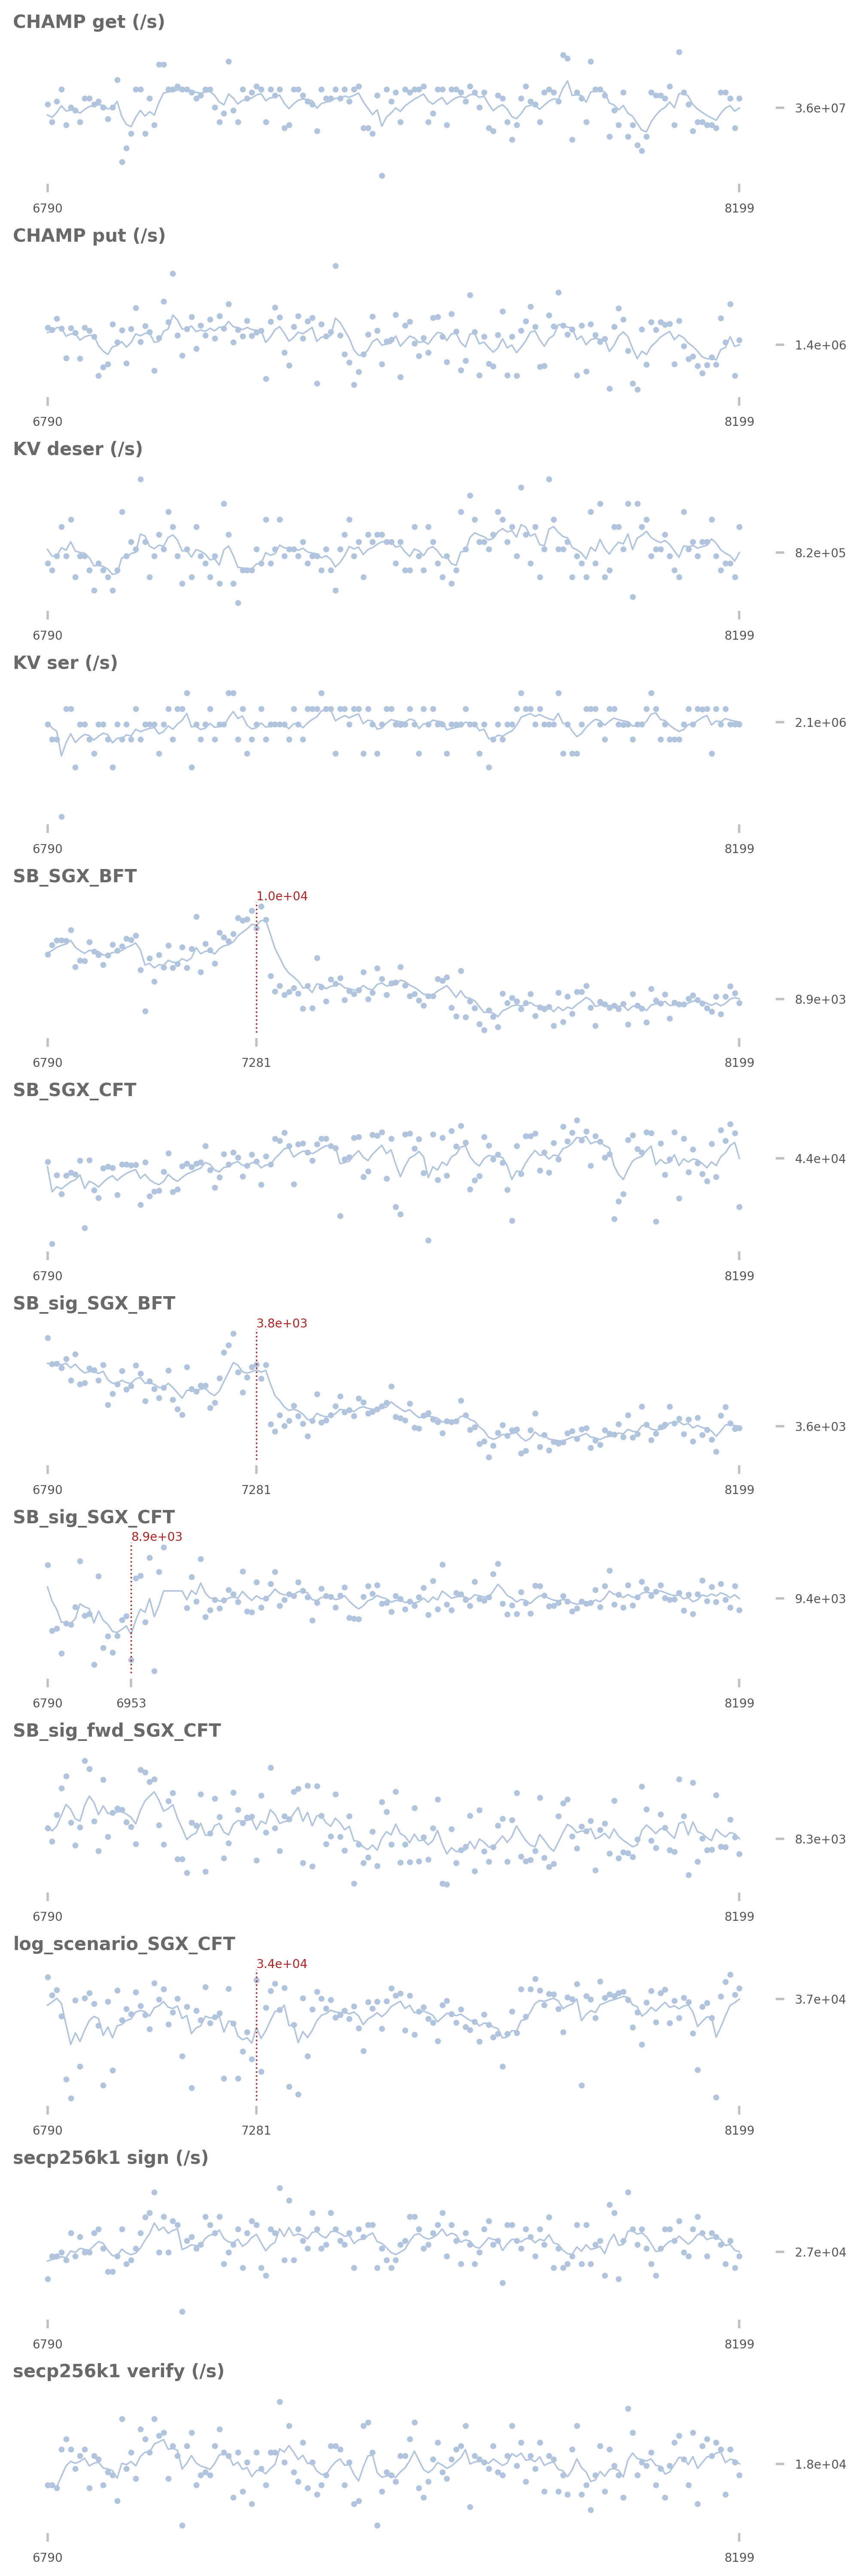 CHAMP get (/s)
3.6e+07
6790 8199
CHAMP put (/s)
1.4e+06
6790 8199
KV deser (/s)
8.2e+05
6790 8199
KV ser (/s)
2.1e+06
6790 8199
SB_SGX_BFT
1.0e+04
8.9e+03
6790 7281 8199
SB_SGX_CFT
4.4e+04
6790 8199
SB_sig_SGX_BFT
3.8e+03
3.6e+03
6790 7281 8199
SB_sig_SGX_CFT
8.9e+03
9.4e+03
6790 6953 8199
SB_sig_fwd_SGX_CFT
8.3e+03
6790 8199
log_scenario_SGX_CFT
3.4e+04
3.7e+04
6790 7281 8199
secp256k1 sign (/s)
2.7e+04
6790 8199
secp256k1 verify (/s)
1.8e+04
6790 8199